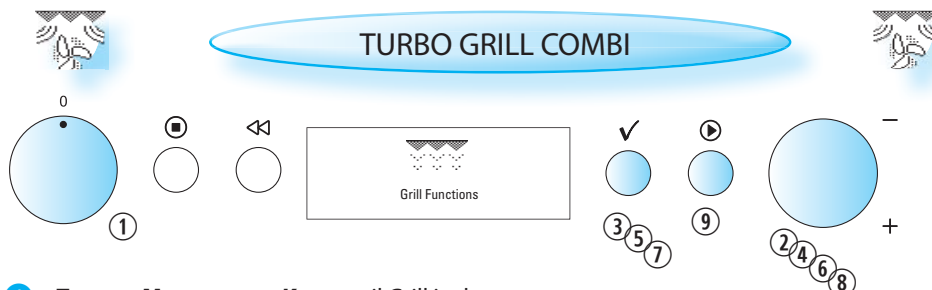 TURBO GRILL COMBI
0
Grill Functions
−
+
① ③ ⑤ ⑦ ⑨ ② ④ ⑥ ⑧